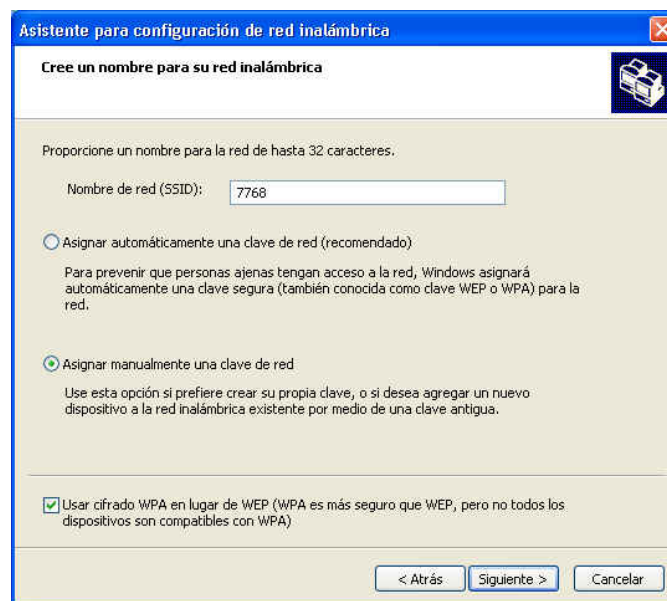 Asistente para configuración de red inalámbrica
Cree un nombre para su red inalámbrica
Proporcione un nombre para la red de hasta 32 caracteres.
Nombre de red (SSID): 7768
Asignar automáticamente una clave de red (recomendado)
Para prevenir que personas ajenas tengan acceso a la red, Windows asignará
automáticamente una clave segura (también conocida como clave WEP o WPA) para la
red.
Asignar manualmente una clave de red
Use esta opción si prefiere crear su propia clave, o si desea agregar un nuevo
dispositivo a la red inalámbrica existente por medio de una clave antigua.
Usar cifrado WPA en lugar de WEP (WPA es más seguro que WEP, pero no todos los
dispositivos son compatibles con WPA)
< Atrás Siguiente > Cancelar